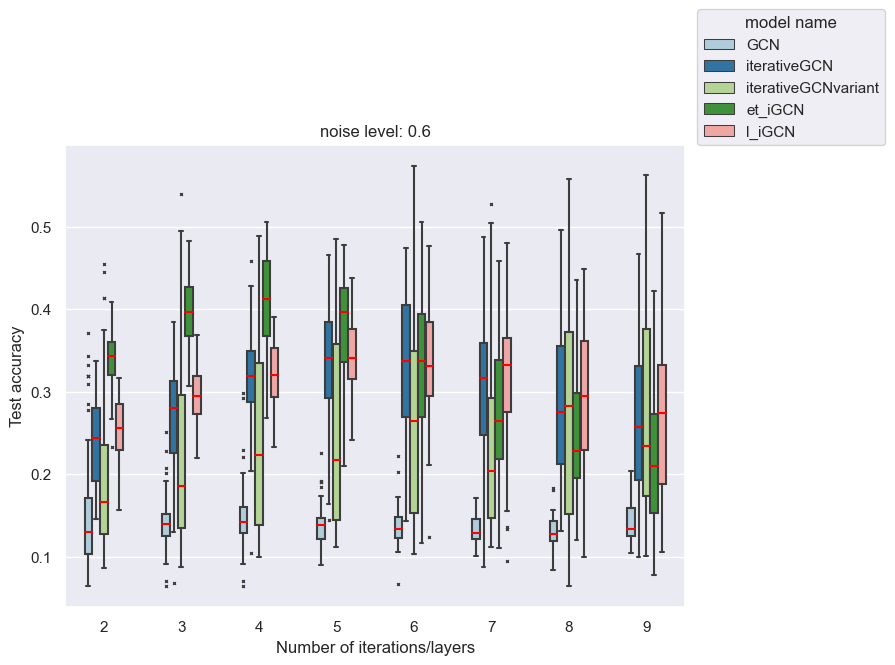 model name
GCN
iterativeGCN
iterativeGCNvariant
et_iGCN
l_iGCN
noise level: 0.6
Test accuracy
0.5
0.4
0.3
0.2
0.1
2 3 4 5 6 7 8 9
Number of iterations/layers